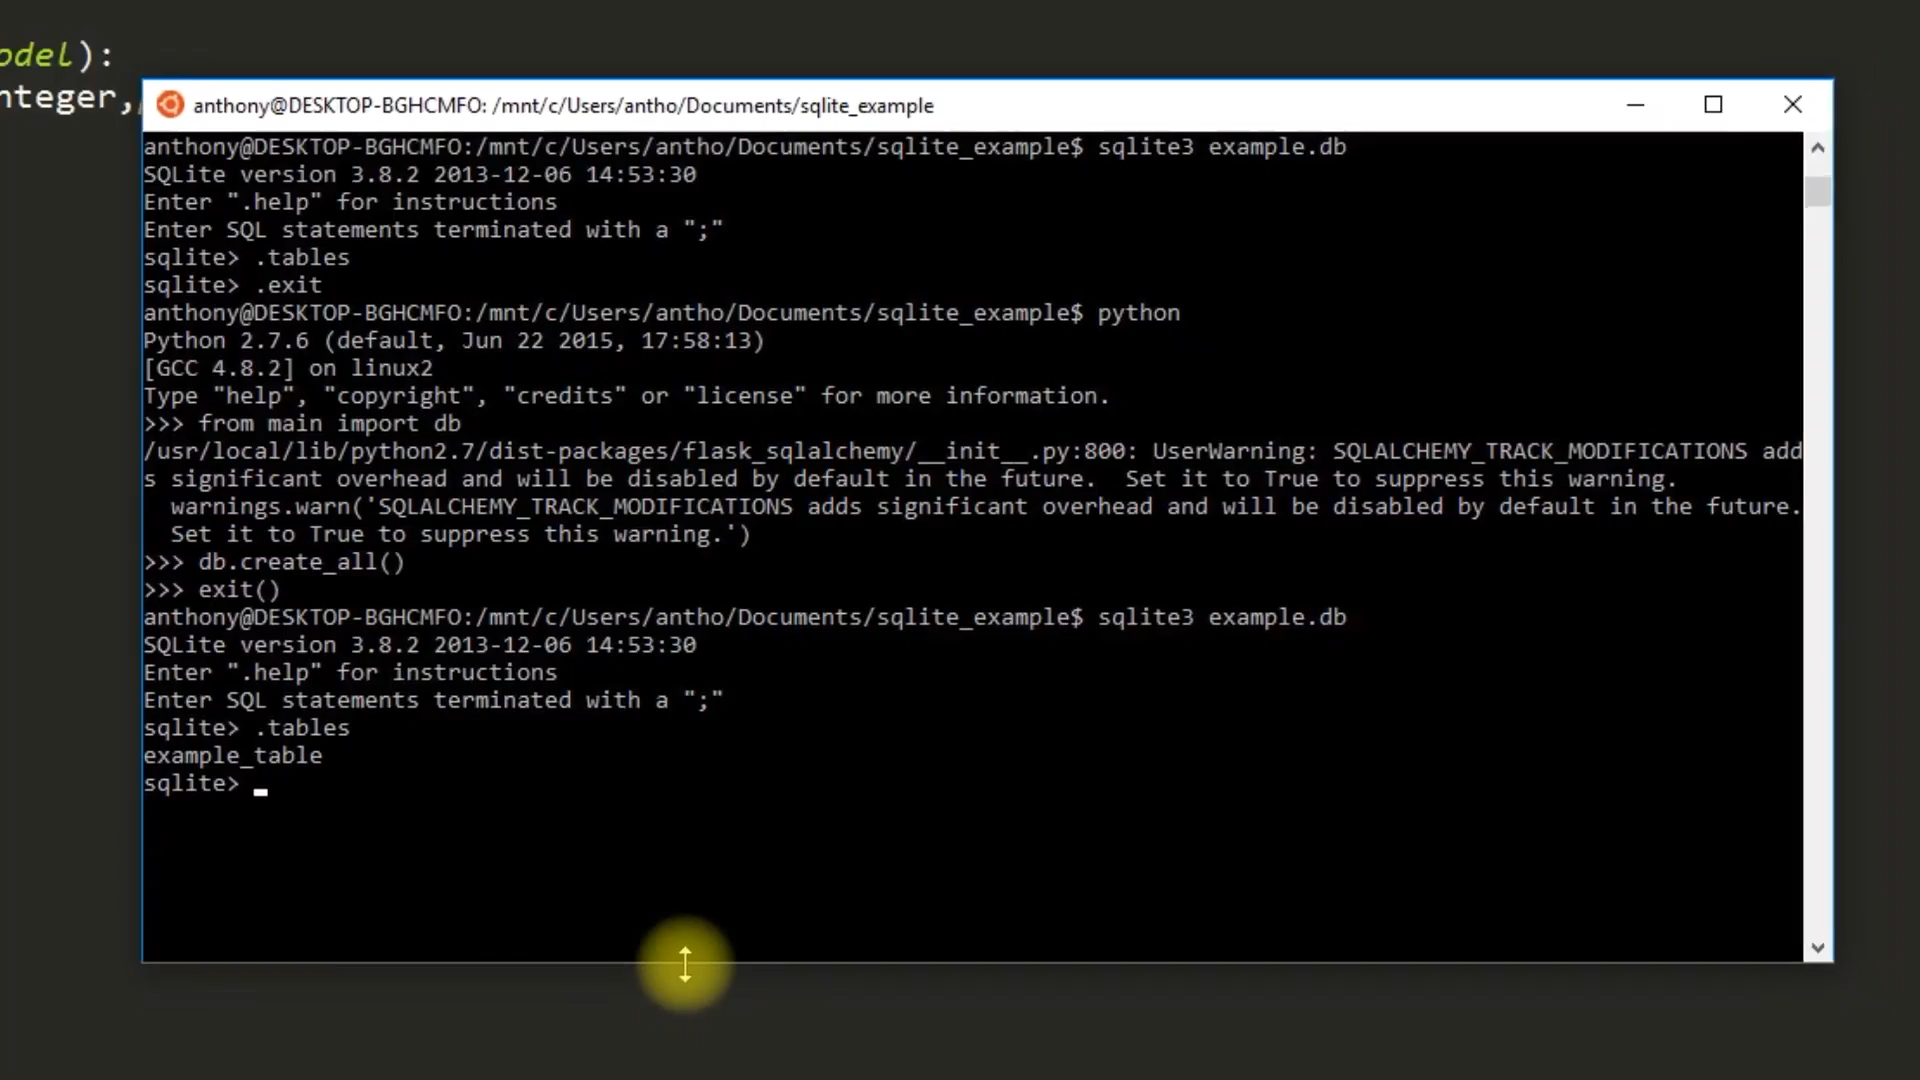 odel):
nteger,
anthony@DESKTOP-BGHCMFO: /mnt/c/Users/antho/Documents/sqlite_example
anthony@DESKTOP-BGHCMFO:/mnt/c/Users/antho/Documents/sqlite_example$ sqlite3 example.db
SQLite version 3.8.2 2013-12-06 14:53:30
Enter ".help" for instructions
Enter SQL statements terminated with a ";"
sqlite> .tables
sqlite> .exit
anthony@DESKTOP-BGHCMFO:/mnt/c/Users/antho/Documents/sqlite_example$ python
Python 2.7.6 (default, Jun 22 2015, 17:58:13)
[GCC 4.8.2] on linux2
Type "help", "copyright", "credits" or "license" for more information.
>>> from main import db
/usr/local/lib/python2.7/dist-packages/flask_sqlalchemy/__init__.py:800: UserWarning: SQLALCHEMY_TRACK_MODIFICATIONS add
s significant overhead and will be disabled by default in the future.  Set it to True to suppress this warning.
  warnings.warn('SQLALCHEMY_TRACK_MODIFICATIONS adds significant overhead and will be disabled by default in the future.
  Set it to True to suppress this warning.')
>>> db.create_all()
>>> exit()
anthony@DESKTOP-BGHCMFO:/mnt/c/Users/antho/Documents/sqlite_example$ sqlite3 example.db
SQLite version 3.8.2 2013-12-06 14:53:30
Enter ".help" for instructions
Enter SQL statements terminated with a ";"
sqlite> .tables
example_table
sqlite>